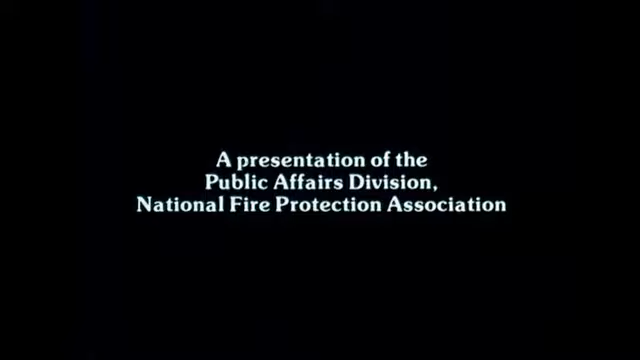 A presentation of the
Public Affairs Division,
National Fire Protection Association